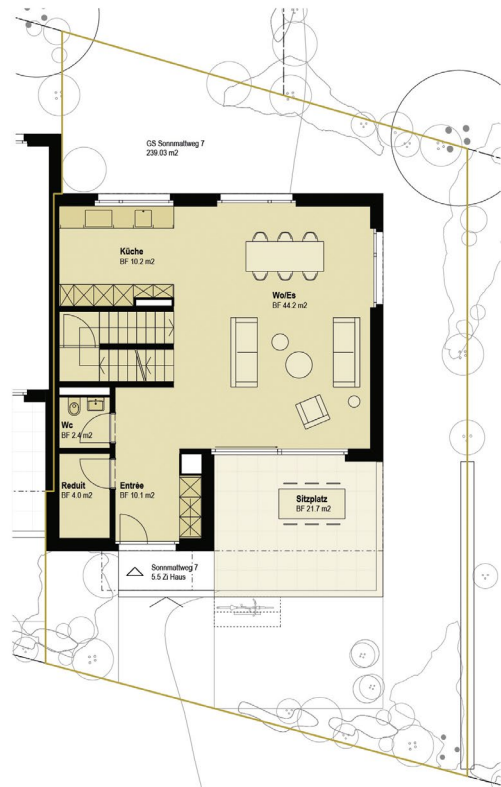 GS Sonnmattweg 7
239.03 m2
Küche
BF 10.2 m2
Wo/Es
BF 44.2 m2
Wc
BF 2.4 m2
Reduit
BF 4.0 m2
Entrée
BF 10.1 m2
Sitzplatz
BF 21.7 m2
Sonnmattweg 7
5.5 Zi Haus